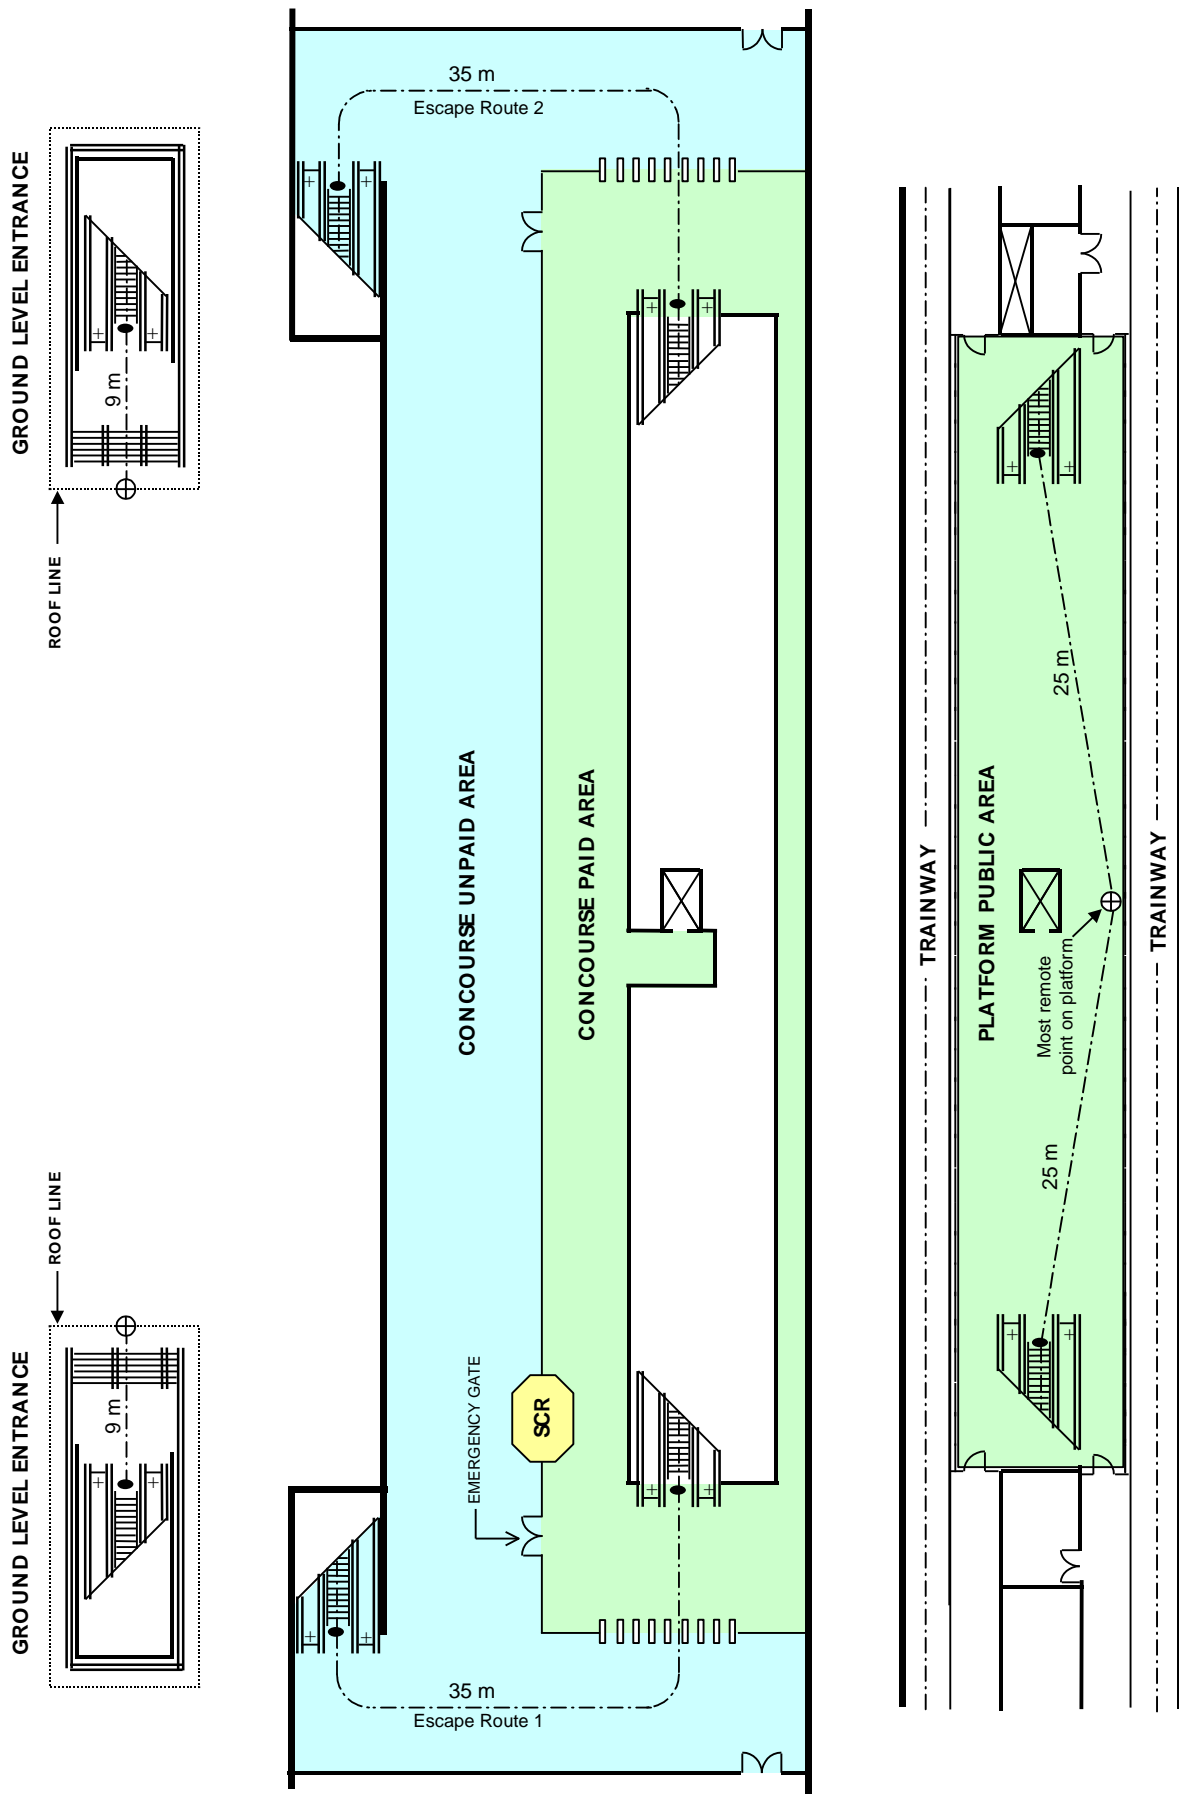 GROUND LEVEL ENTRANCE
9 m
ROOF LINE
ROOF LINE
GROUND LEVEL ENTRANCE
9 m
35 m
Escape Route 2
CONCOURSE UNPAID AREA
CONCOURSE PAID AREA
EMERGENCY GATE
SCR
35 m
Escape Route 1
TRAINWAY
PLATFORM PUBLIC AREA
25 m
Most remote
point on platform
25 m
TRAINWAY